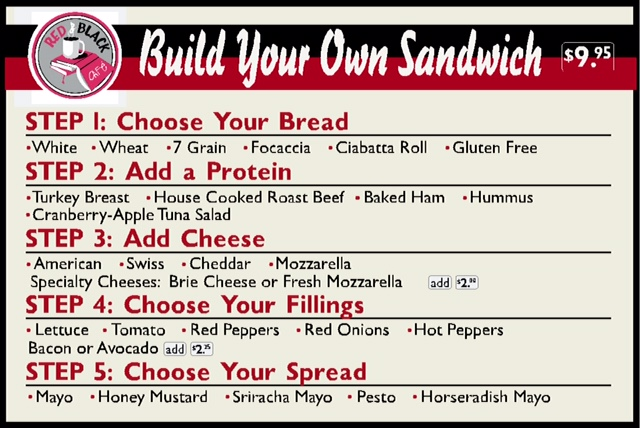 RED BLACK CAFÉ
Build Your Own Sandwich $9.95
STEP 1: Choose Your Bread
•White •Wheat •7 Grain •Focaccia •Ciabatta Roll •Gluten Free
STEP 2: Add a Protein
•Turkey Breast •House Cooked Roast Beef •Baked Ham •Hummus
•Cranberry-Apple Tuna Salad
STEP 3: Add Cheese
•American •Swiss •Cheddar •Mozzarella
Specialty Cheeses: Brie Cheese or Fresh Mozzarella add $2.00
STEP 4: Choose Your Fillings
•Lettuce •Tomato •Red Peppers •Red Onions •Hot Peppers
Bacon or Avocado add $2.25
STEP 5: Choose Your Spread
•Mayo •Honey Mustard •Sriracha Mayo •Pesto •Horseradish Mayo